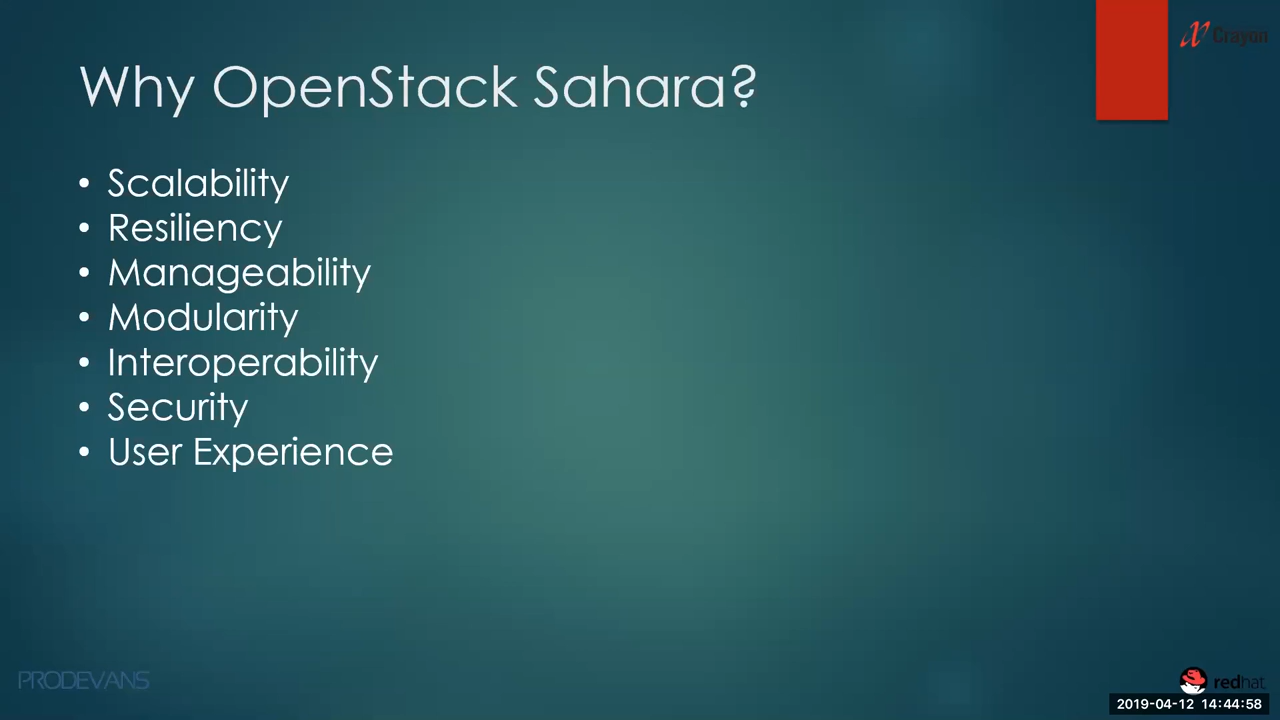 Crayon
Why OpenStack Sahara?
• Scalability
• Resiliency
• Manageability
• Modularity
• Interoperability
• Security
• User Experience
PRODEVANS
redhat
2019-04-12 14:44:58